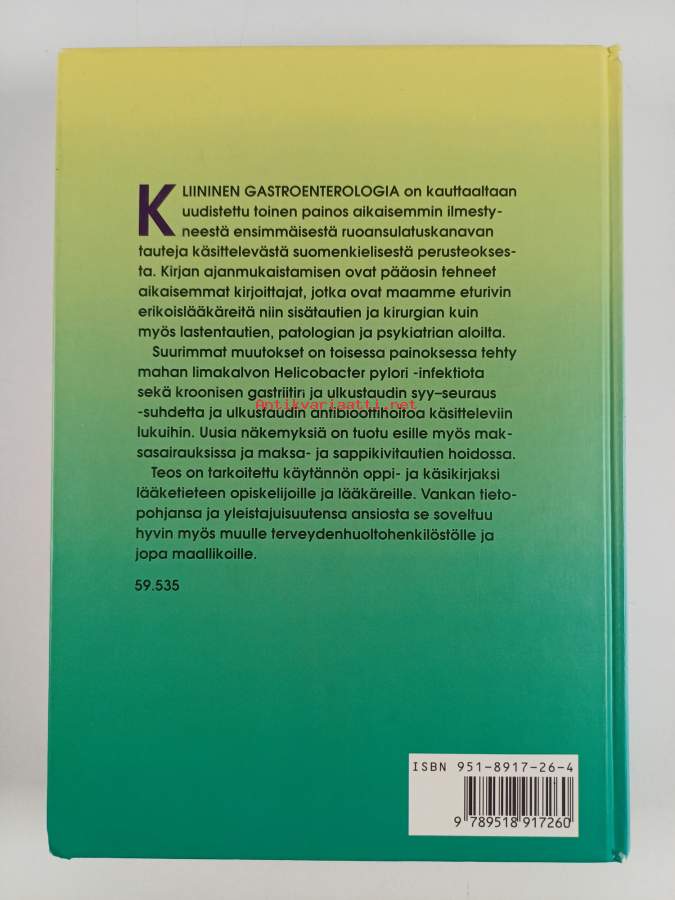 KLIININEN GASTROENTEROLOGIA on kauttaaltaan
uudistettu toinen painos aikaisemmin ilmesty-
neestä ensimmäisestä ruoansulatuskanavan
tauteja käsittelevästä suomenkielisestä perusteokses-
ta. Kirjan ajanmukaistamisen ovat pääosin tehneet
aikaisemmat kirjoittajat, jotka ovat maamme eturivin
erikoislääkäreitä niin sisätautien ja kirurgian kuin
myös lastentautien, patologian ja psykiatrian aloilta.
Suurimmat muutokset on toisessa painoksessa tehty
mahan limakalvon Helicobacter pylori -infektiota
sekä kroonisen gastriitin ja ulkustaudin syy–seuraus
Antikvariaatti.net
-suhdetta ja ulkustaudin antibioottihoitoa käsitteleviin
lukuihin. Uusia näkemyksiä on tuotu esille myös mak-
sasairauksissa ja maksa- ja sappikivitautien hoidossa.
Teos on tarkoitettu käytännön oppi- ja käsikirjaksi
lääketieteen opiskelijoille ja lääkäreille. Vankan tieto-
pohjansa ja yleistajuisuutensa ansiosta se soveltuu
hyvin myös muulle terveydenhuoltohenkilöstölle ja
jopa maallikoille.
59.535
ISBN 951-8917-26-4
9 789518 917260